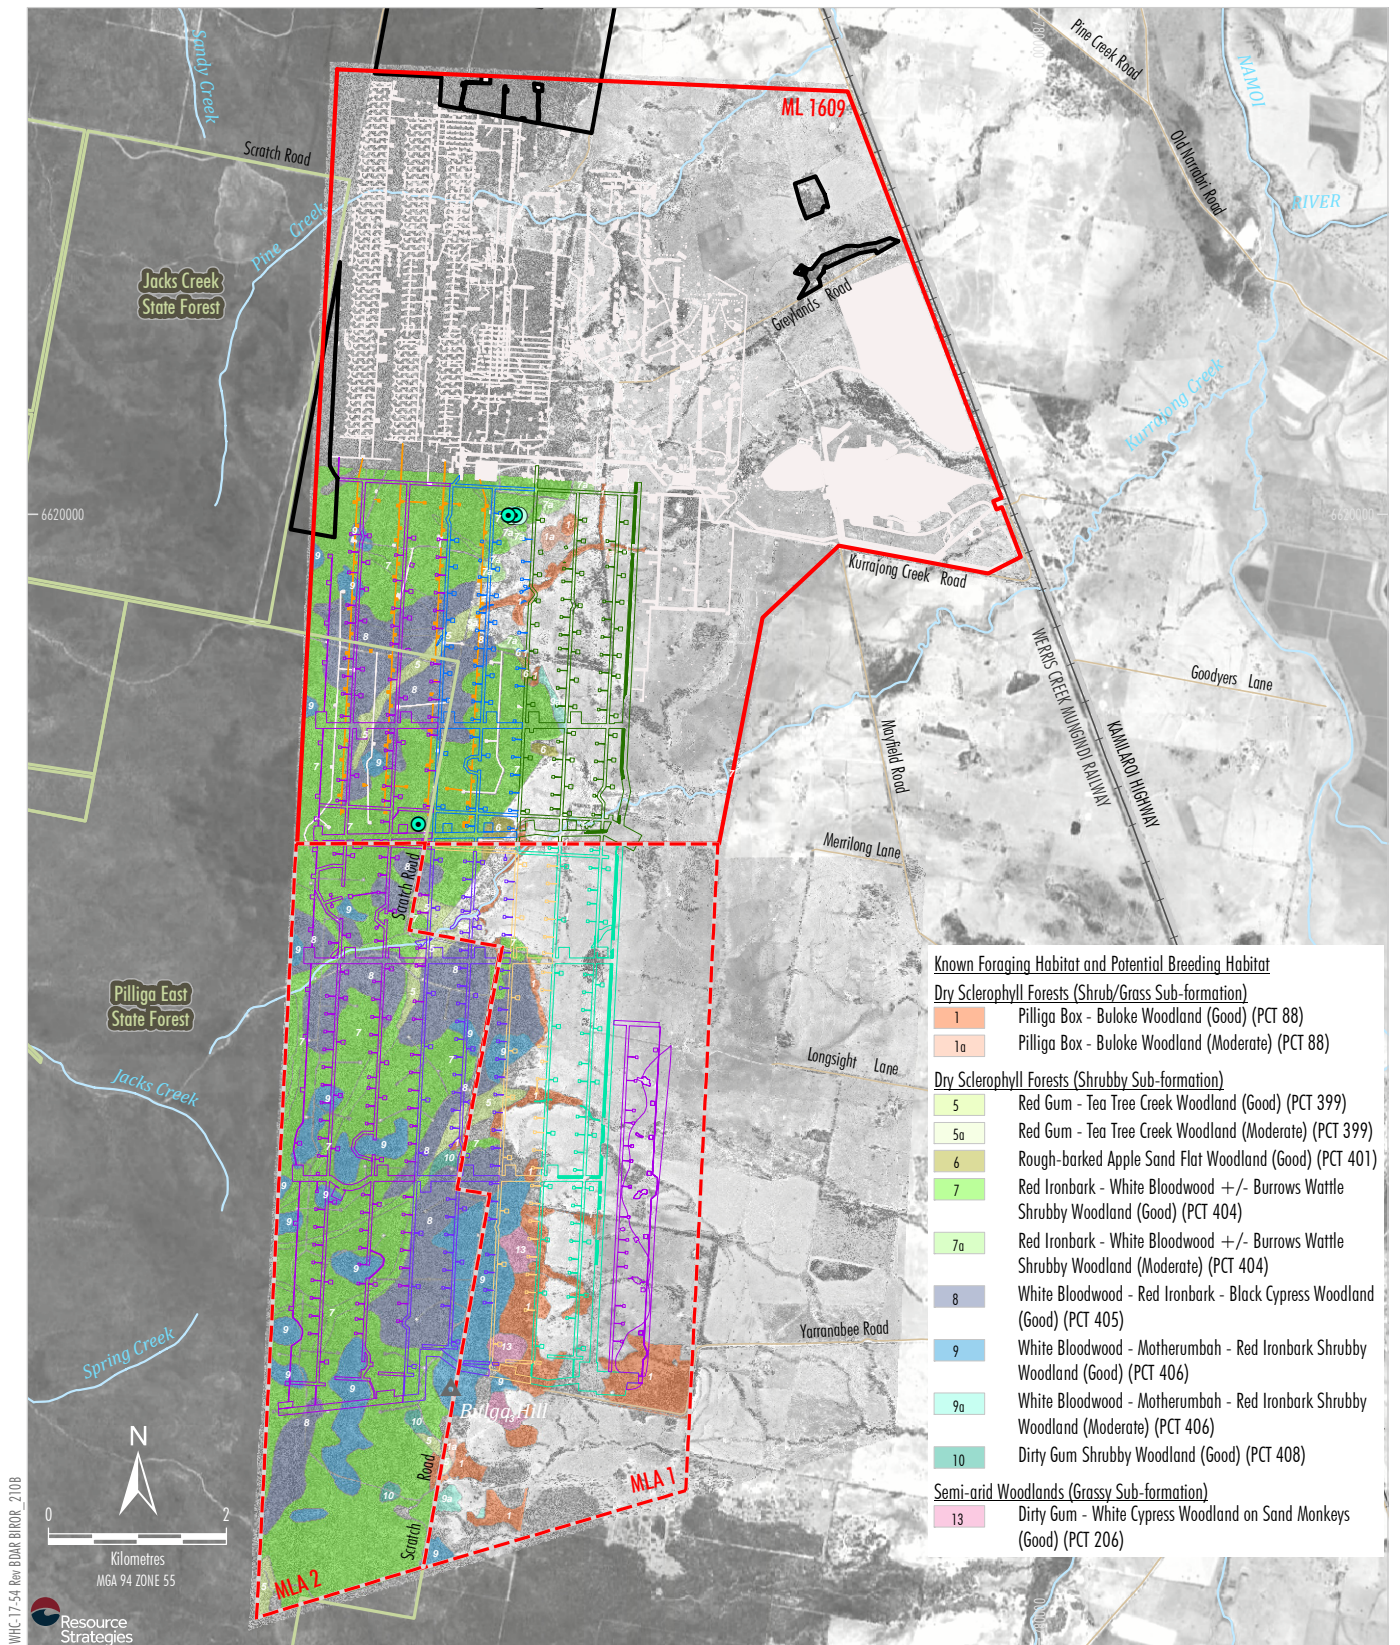 Sandy Creek
Pine Creek Road
780000
NAMOI
RIVER
ML 1609
Old Narrabri Road
Scratch Road
Pine Creek
Jacks Creek
State Forest
Greylands Road
Kurrajong Creek
6620000
6620000
Kurrajong Creek Road
WERRIS CREEK MUNGINDI RAILWAY
KAMILAROI HIGHWAY
Goodyers Lane
Mayfield Road
Merrilong Lane
Scratch Road
Pilliga East
State Forest
Jacks Creek
Longsight Lane
Yarranabee Road
Spring Creek
Bulga Hill
Scratch Road
MLA 1
MLA 2
Known Foraging Habitat and Potential Breeding Habitat
Dry Sclerophyll Forests (Shrub/Grass Sub-formation)
1 Pilliga Box - Buloke Woodland (Good) (PCT 88)
1a Pilliga Box - Buloke Woodland (Moderate) (PCT 88)
Dry Sclerophyll Forests (Shrubby Sub-formation)
5 Red Gum - Tea Tree Creek Woodland (Good) (PCT 399)
5a Red Gum - Tea Tree Creek Woodland (Moderate) (PCT 399)
6 Rough-barked Apple Sand Flat Woodland (Good) (PCT 401)
7 Red Ironbark - White Bloodwood +/- Burrows Wattle
Shrubby Woodland (Good) (PCT 404)
7a Red Ironbark - White Bloodwood +/- Burrows Wattle
Shrubby Woodland (Moderate) (PCT 404)
8 White Bloodwood - Red Ironbark - Black Cypress Woodland
(Good) (PCT 405)
9 White Bloodwood - Motherumbah - Red Ironbark Shrubby
Woodland (Good) (PCT 406)
9a White Bloodwood - Motherumbah - Red Ironbark Shrubby
Woodland (Moderate) (PCT 406)
10 Dirty Gum Shrubby Woodland (Good) (PCT 408)
Semi-arid Woodlands (Grassy Sub-formation)
13 Dirty Gum - White Cypress Woodland on Sand Monkeys
(Good) (PCT 206)
N
0 2
Kilometres
MGA 94 ZONE 55
WHC-17-54 Rev BDAR BIROR_210B
Resource
Strategies